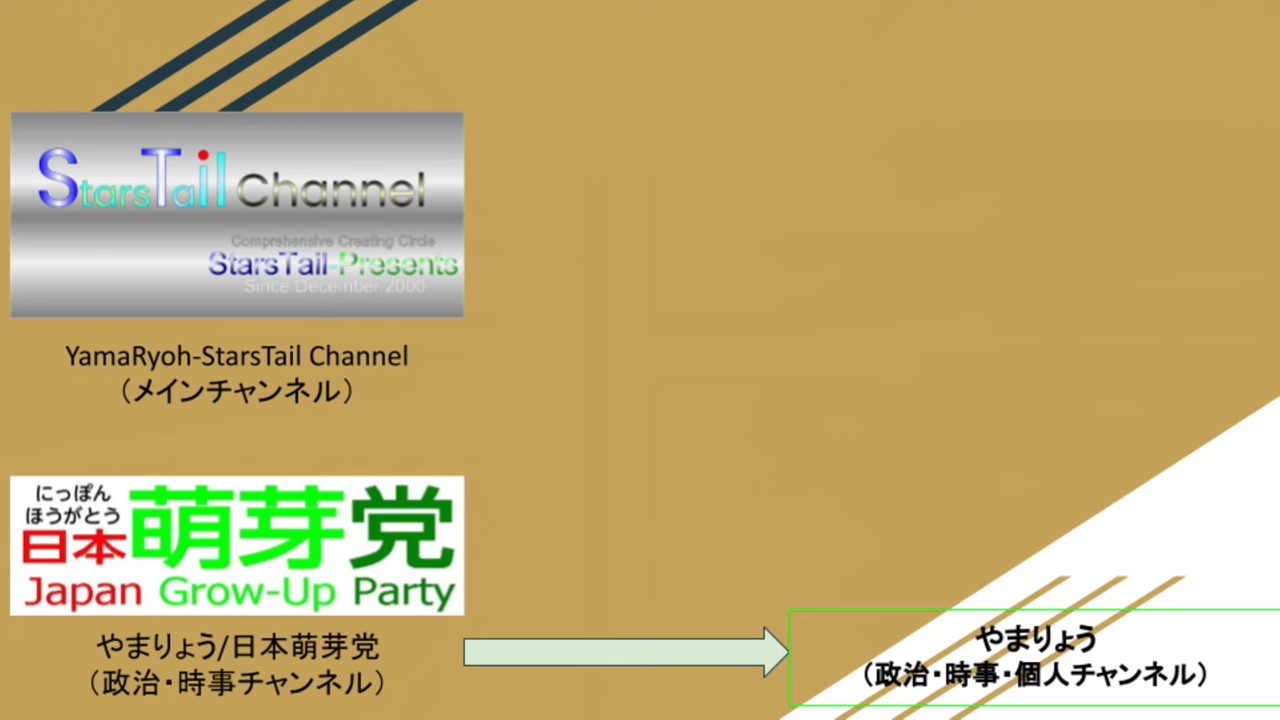 StarsTail Channel
Comprehensive Creating Circle
StarsTail-Presents
Since December 2000
YamaRyoh-StarsTail Channel
（メインチャンネル）
にっぽん
ほうがとう
日本萌芽党
Japan Grow-Up Party
やまりょう/日本萌芽党
（政治・時事チャンネル）
やまりょう
（政治・時事・個人チャンネル）